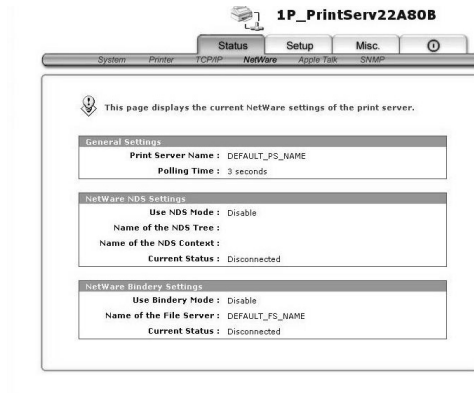 1P_PrintServ22A80B
Status Setup Misc.
System Printer TCP/IP NetWare Apple Talk SNMP
This page displays the current NetWare settings of the print server.
General Settings
Print Server Name : DEFAULT_PS_NAME
Polling Time : 3 seconds
NetWare NDS Settings
Use NDS Mode : Disable
Name of the NDS Tree :
Name of the NDS Context :
Current Status : Disconnected
NetWare Bindery Settings
Use Bindery Mode : Disable
Name of the File Server : DEFAULT_FS_NAME
Current Status : Disconnected